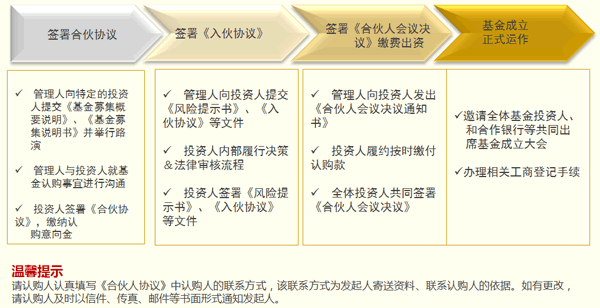 签署合伙协议
签署《入伙协议》
签署《合伙人会议决
议》缴费出资
基金成立
正式运作
✓ 管理人向特定的投资
人提交《基金募集概
要说明》、《基金募
集说明书》并举行路
演
✓ 管理人与投资人就基
金认购事宜进行沟通
✓ 投资人签署《合伙协
议》，缴纳认
购意向金
✓ 管理人向投资人提交
《风险提示书》、《入
伙协议》等文件
✓ 投资人内部履行决策
&法律审核流程
✓ 投资人签署《风险提
示书》、《入伙协议》
等文件
✓ 管理人向投资人发出
《合伙人会议决议通知
书》
✓ 投资人履约按时缴付
认购款
✓ 全体投资人共同签署
《合伙人会议决议》
✓邀请全体基金投资人、
和合作银行等共同出
席基金成立大会
✓办理相关工商登记手续
温馨提示
请认购人认真填写《合伙人协议》中认购人的联系方式，该联系方式为发起人寄送资料、联系认购人的依据。如有更改，
请认购人及时以信件、传真、邮件等书面形式通知发起人。